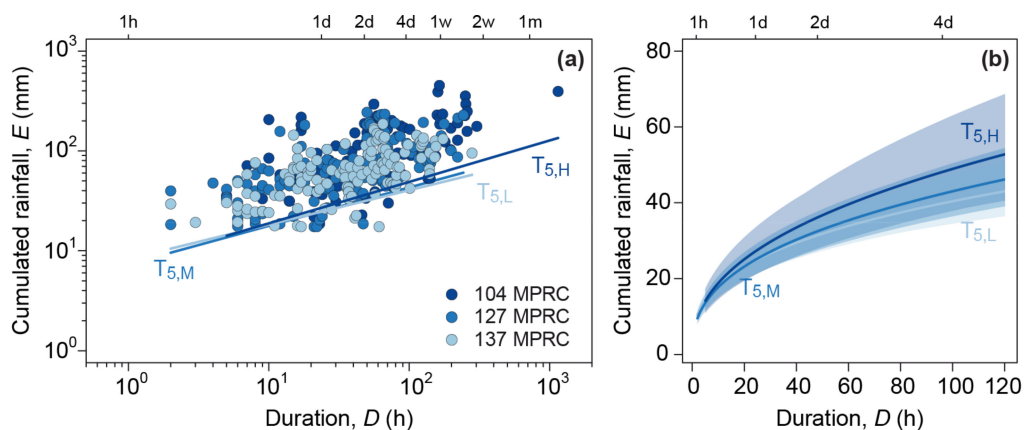 1h 1d 2d 4d 1w 2w 1m
(a)
10³
10²
10¹
10⁰
Cumulated rainfall, E (mm)
T5,H
T5,L
T5,M
104 MPRC
127 MPRC
137 MPRC
10⁰ 10¹ 10² 10³
Duration, D (h)
1h 1d 2d 4d
(b)
80
60
40
20
0
Cumulated rainfall, E (mm)
T5,H
T5,L
T5,M
0 20 40 60 80 100 120
Duration, D (h)